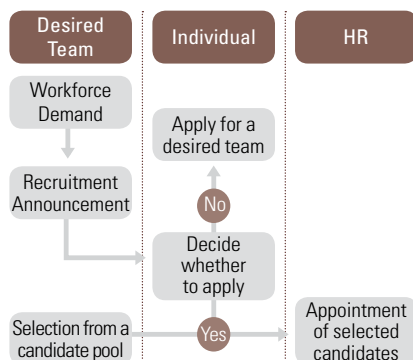 Desired
Team
Individual
HR
Workforce
Demand
Recruitment
Announcement
Apply for a
desired team
No
Decide
whether
to apply
Yes
Selection from a
candidate pool
Appointment
of selected
candidates